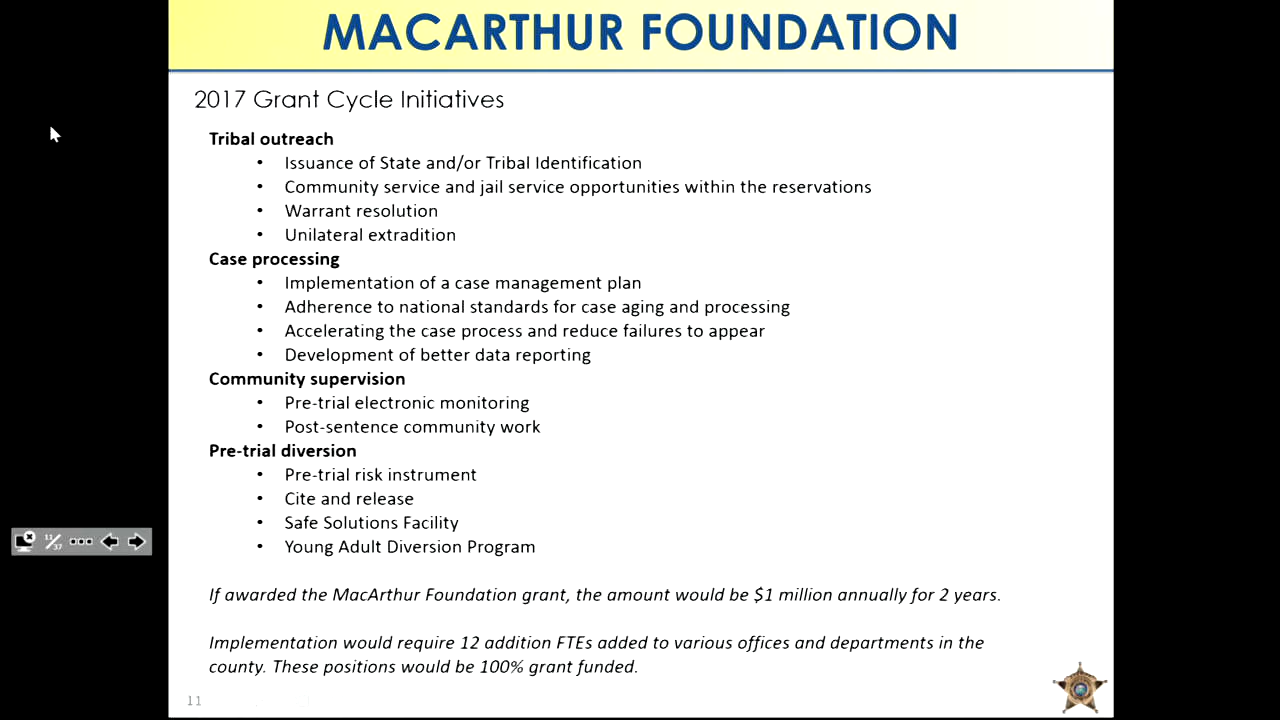 MACARTHUR FOUNDATION
2017 Grant Cycle Initiatives
Tribal outreach
• Issuance of State and/or Tribal Identification
• Community service and jail service opportunities within the reservations
• Warrant resolution
• Unilateral extradition
Case processing
• Implementation of a case management plan
• Adherence to national standards for case aging and processing
• Accelerating the case process and reduce failures to appear
• Development of better data reporting
Community supervision
• Pre-trial electronic monitoring
• Post-sentence community work
Pre-trial diversion
• Pre-trial risk instrument
• Cite and release
• Safe Solutions Facility
• Young Adult Diversion Program
If awarded the MacArthur Foundation grant, the amount would be $1 million annually for 2 years.
Implementation would require 12 addition FTEs added to various offices and departments in the
county. These positions would be 100% grant funded.
11
11/37